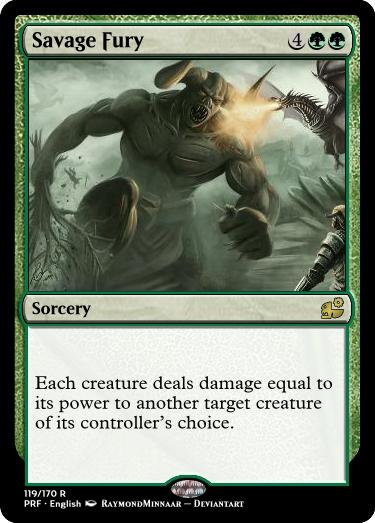 Savage Fury 4
Sorcery
Each creature deals damage equal to
its power to another target creature
of its controller's choice.
119/170 R
PRF • English RaymondMinnaar – Deviantart